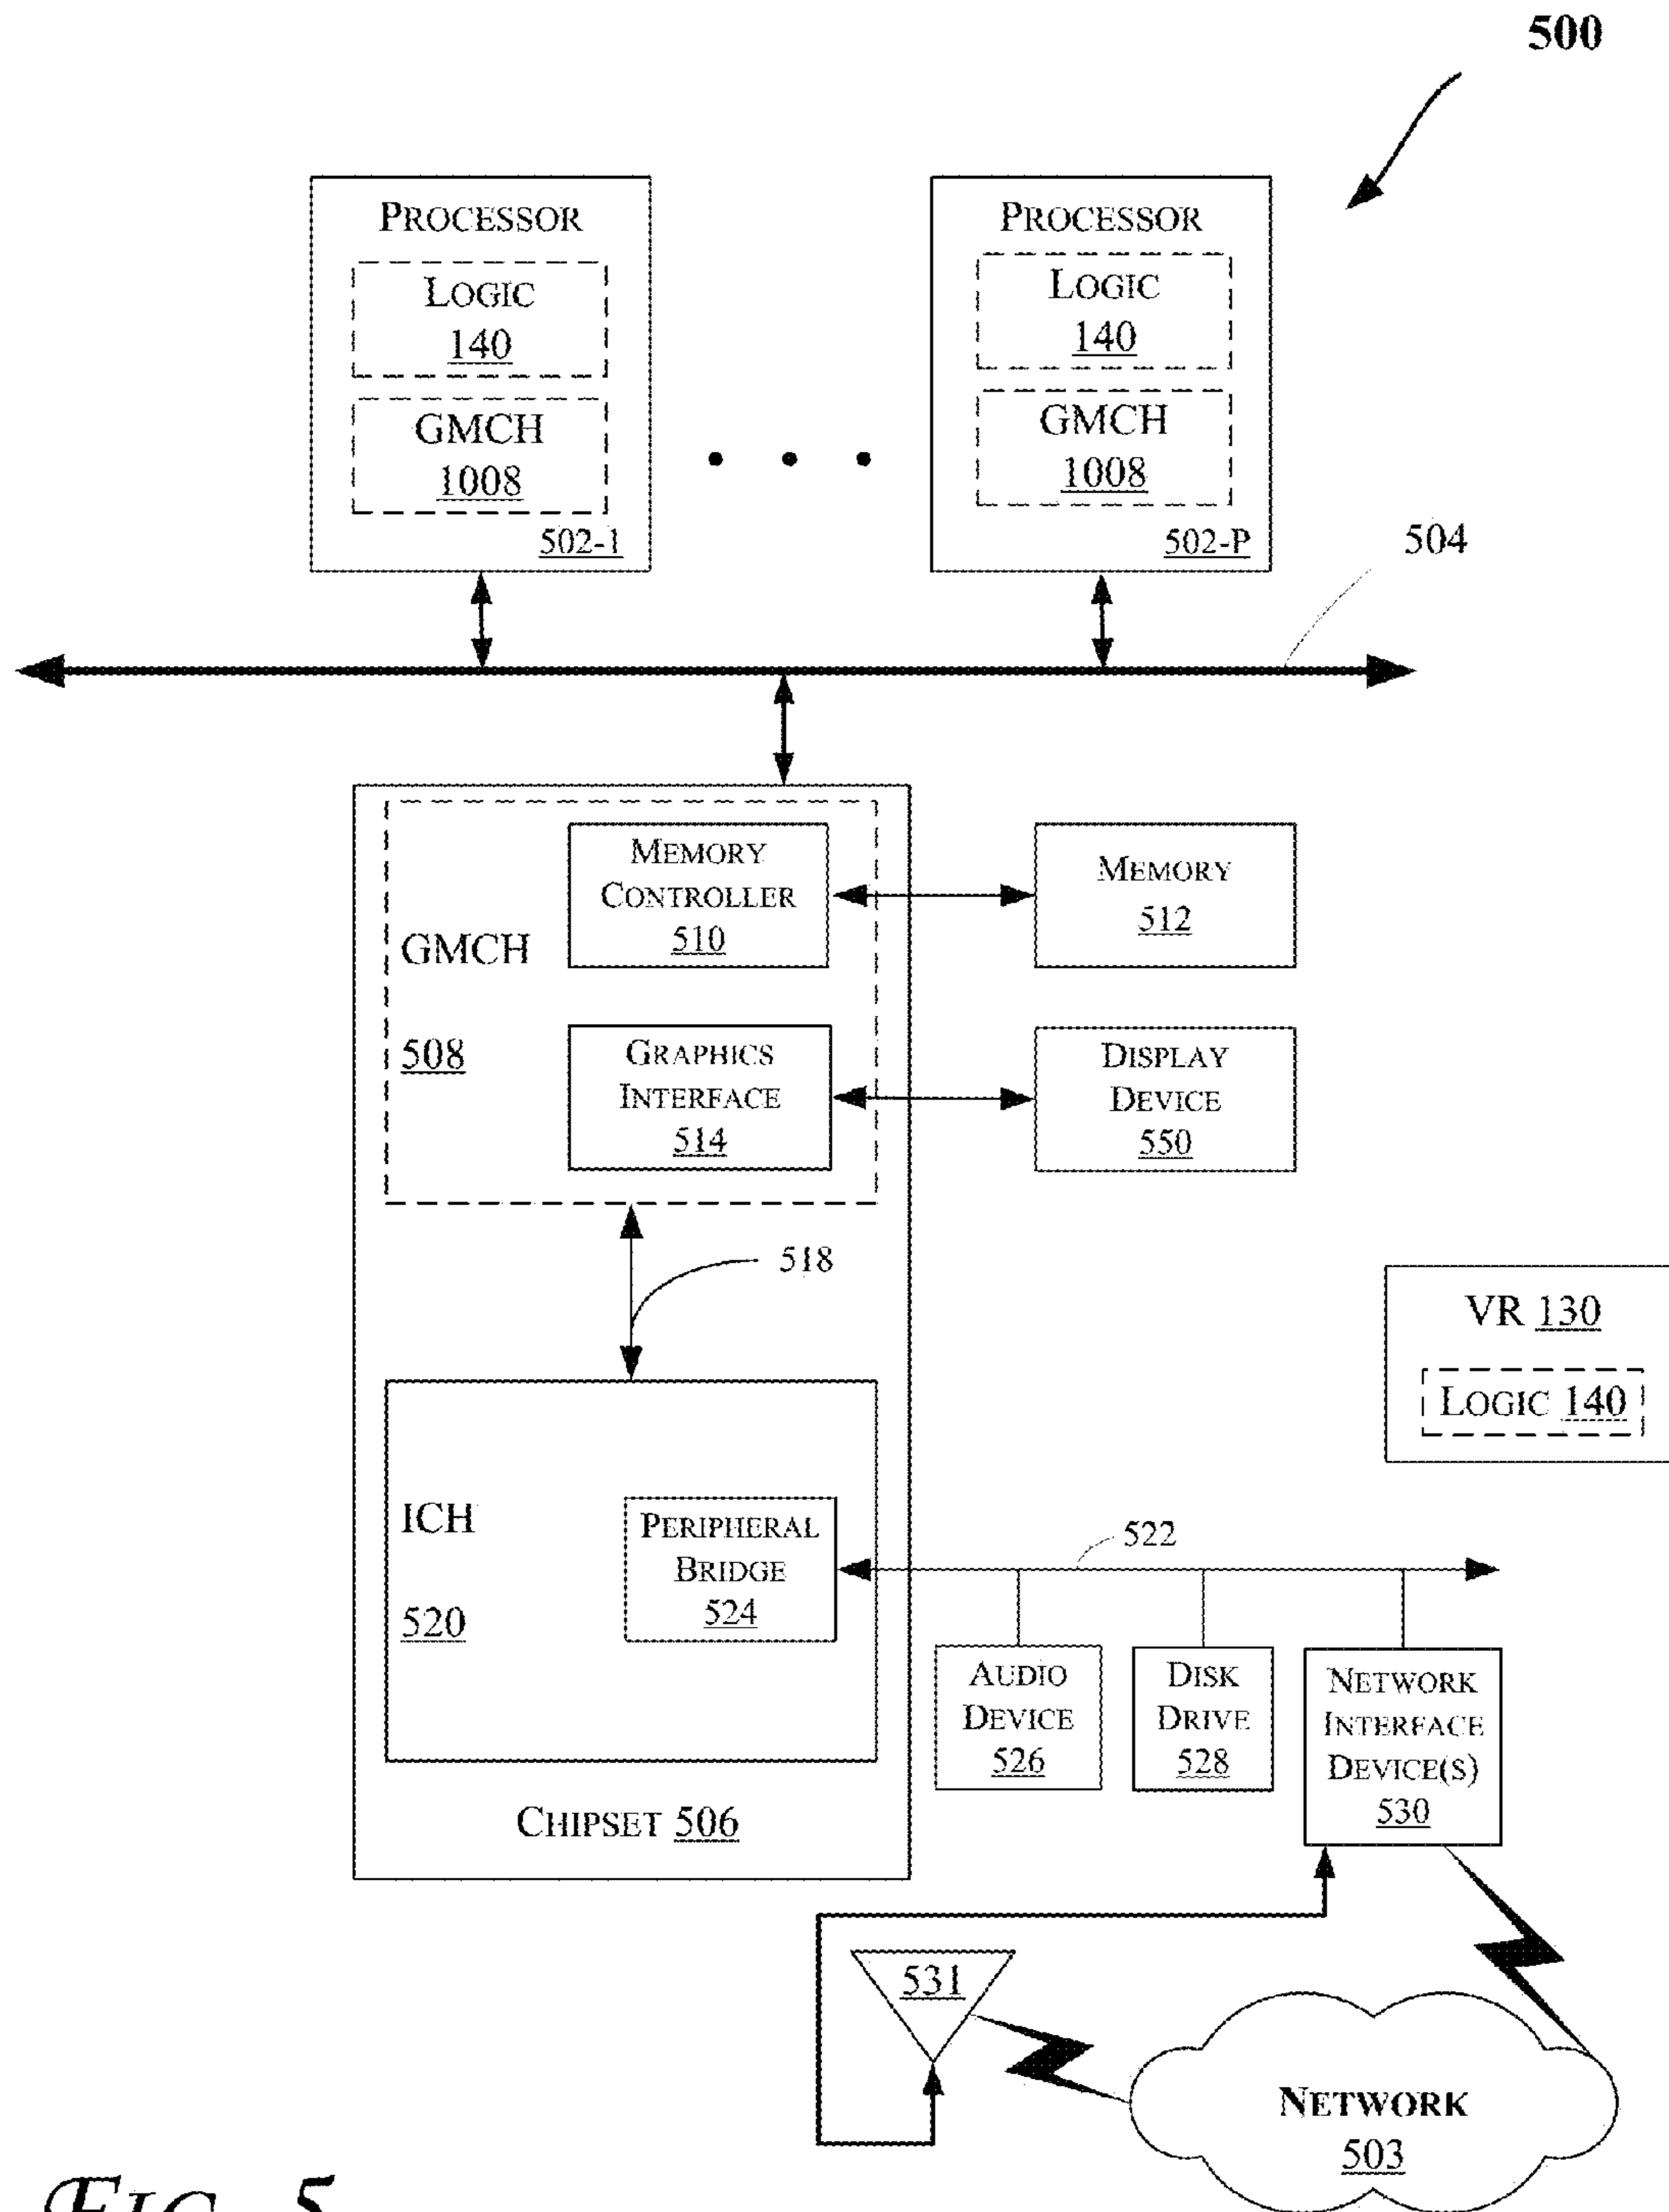 500
PROCESSOR
LOGIC
140
GMCH
1008
502-1
PROCESSOR
LOGIC
140
GMCH
1008
502-P
504
GMCH
508
MEMORY
CONTROLLER
510
MEMORY
512
GRAPHICS
INTERFACE
514
DISPLAY
DEVICE
550
518
VR 130
LOGIC 140
ICH
520
PERIPHERAL
BRIDGE
524
522
AUDIO
DEVICE
526
DISK
DRIVE
528
NETWORK
INTERFACE
DEVICE(S)
530
CHIPSET 506
531
NETWORK
503
FIG. 5